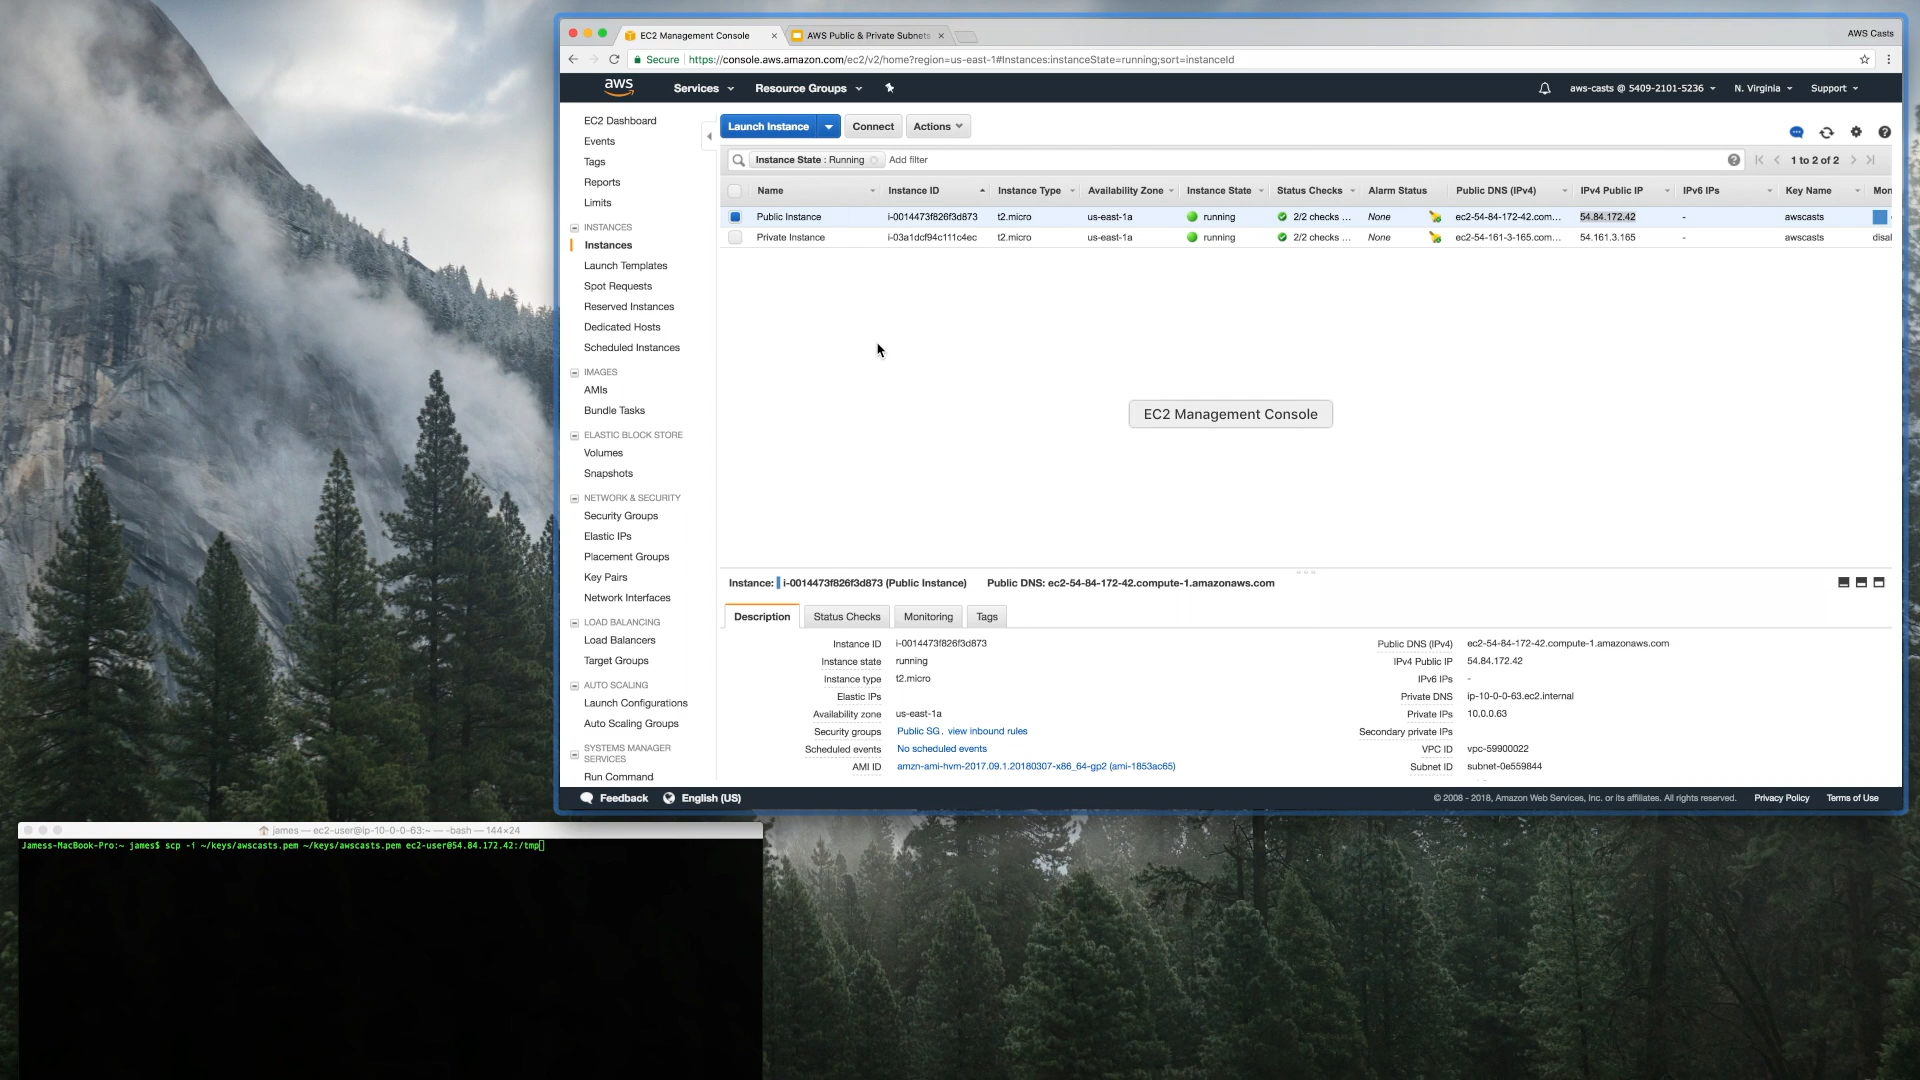 EC2 Management Console
AWS Public & Private Subnets
AWS Casts
Secure
https://console.aws.amazon.com/ec2/v2/home?region=us-east-1#Instances:instanceState=running;sort=instanceId
aws
Services
Resource Groups
aws-casts @ 5409-2101-5236
N. Virginia
Support
EC2 Dashboard
Events
Tags
Reports
Limits
INSTANCES
Instances
Launch Templates
Spot Requests
Reserved Instances
Dedicated Hosts
Scheduled Instances
IMAGES
AMIs
Bundle Tasks
ELASTIC BLOCK STORE
Volumes
Snapshots
NETWORK & SECURITY
Security Groups
Elastic IPs
Placement Groups
Key Pairs
Network Interfaces
LOAD BALANCING
Load Balancers
Target Groups
AUTO SCALING
Launch Configurations
Auto Scaling Groups
SYSTEMS MANAGER
SERVICES
Run Command
Launch Instance
Connect
Actions
Instance State : Running
Add filter
1 to 2 of 2
Name Instance ID Instance Type Availability Zone Instance State Status Checks Alarm Status Public DNS (IPv4) IPv4 Public IP IPv6 IPs Key Name Mon
Public Instance i-0014473f826f3d873 t2.micro us-east-1a running 2/2 checks ... None ec2-54-84-172-42.com... 54.84.172.42 - awscasts
Private Instance i-03a1dcf94c111c4ec t2.micro us-east-1a running 2/2 checks ... None ec2-54-161-3-165.com... 54.161.3.165 - awscasts disal
EC2 Management Console
Instance: i-0014473f826f3d873 (Public Instance) Public DNS: ec2-54-84-172-42.compute-1.amazonaws.com
Description
Status Checks
Monitoring
Tags
Instance ID i-0014473f826f3d873
Instance state running
Instance type t2.micro
Elastic IPs
Availability zone us-east-1a
Security groups Public SG. view inbound rules
Scheduled events No scheduled events
AMI ID amzn-ami-hvm-2017.09.1.20180307-x86_64-gp2 (ami-1853ac65)
Public DNS (IPv4) ec2-54-84-172-42.compute-1.amazonaws.com
IPv4 Public IP 54.84.172.42
IPv6 IPs -
Private DNS ip-10-0-0-63.ec2.internal
Private IPs 10.0.0.63
Secondary private IPs
VPC ID vpc-59900022
Subnet ID subnet-0e559844
Feedback
English (US)
© 2008 - 2018, Amazon Web Services, Inc. or its affiliates. All rights reserved.
Privacy Policy
Terms of Use
james — ec2-user@ip-10-0-0-63:~ — -bash — 144×24
Jamess-MacBook-Pro:~ james$ scp -i ~/keys/awscasts.pem ~/keys/awscasts.pem ec2-user@54.84.172.42:/tmp